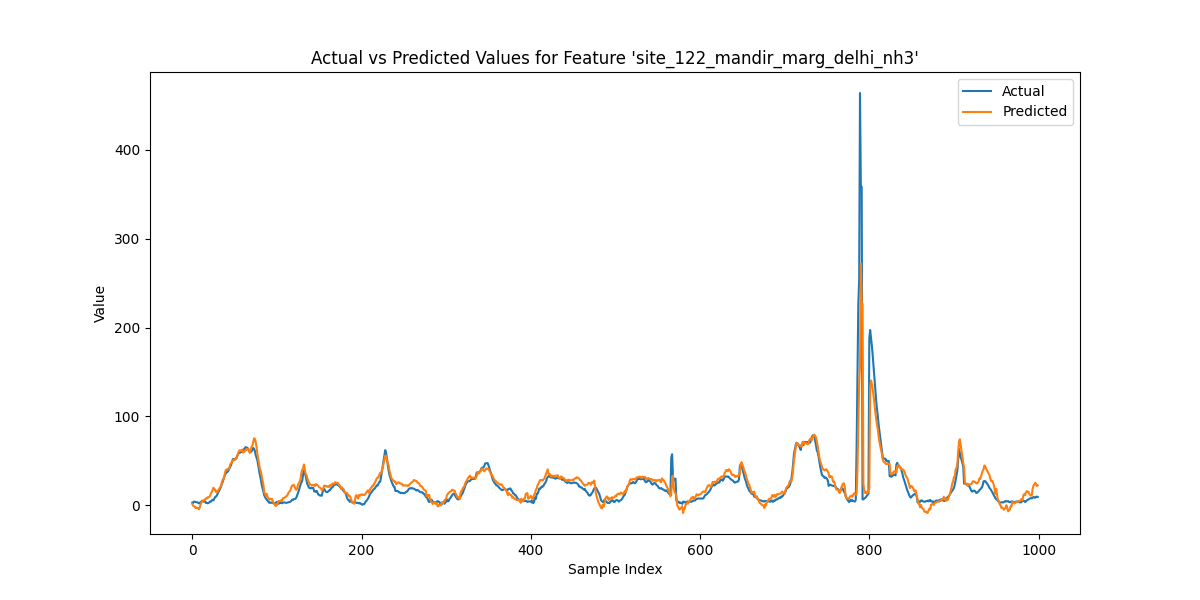 Actual vs Predicted Values for Feature 'site_122_mandir_marg_delhi_nh3'
Actual
Predicted
400
300
200
100
0
Value
0 200 400 600 800 1000
Sample Index